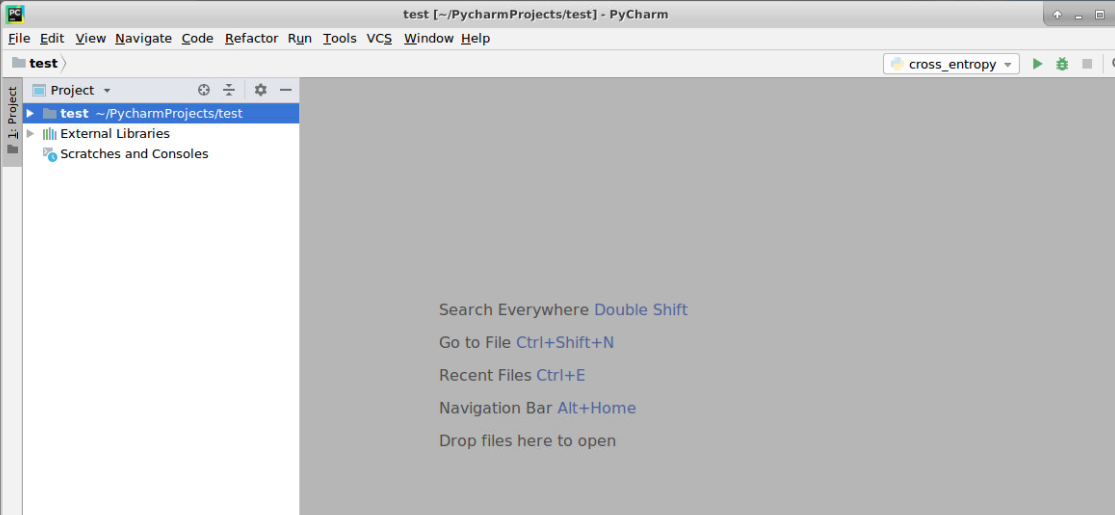 PC
test [~/PycharmProjects/test] - PyCharm
File Edit View Navigate Code Refactor Run Tools VCS Window Help
test
cross_entropy
1: Project
Project
test ~/PycharmProjects/test
External Libraries
Scratches and Consoles
Search Everywhere Double Shift
Go to File Ctrl+Shift+N
Recent Files Ctrl+E
Navigation Bar Alt+Home
Drop files here to open